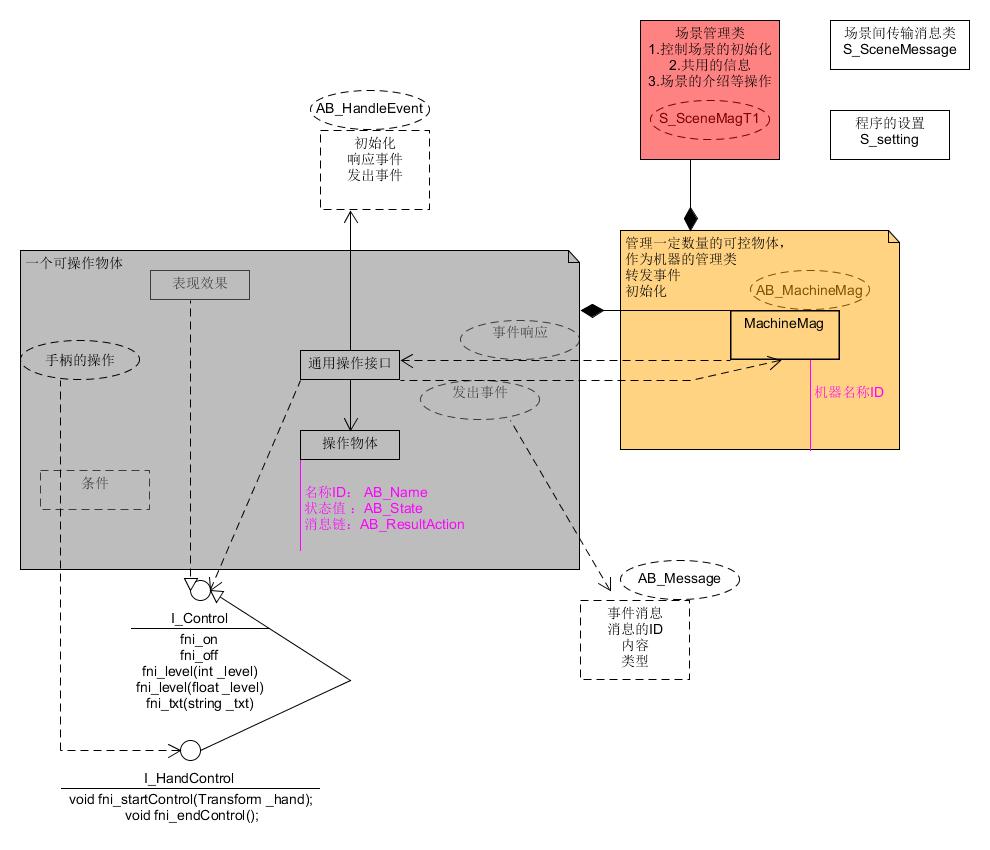 场景管理类
1.控制场景的初始化
2.共用的信息
3.场景的介绍等操作
S_SceneMagT1
场景间传输消息类
S_SceneMessage
程序的设置
S_setting
AB_HandleEvent
初始化
响应事件
发出事件
管理一定数量的可控物体，
作为机器的管理类
转发事件
初始化
AB_MachineMag
MachineMag
机器名称ID
一个可操作物体
表现效果
手柄的操作
事件响应
通用操作接口
发出事件
操作物体
条件
名称ID： AB_Name
状态值 ：AB_State
消息链：AB_ResultAction
AB_Message
事件消息
消息的ID
内容
类型
I_Control
fni_on
fni_off
fni_level(int _level)
fni_level(float _level)
fni_txt(string _txt)
I_HandControl
void fni_startControl(Transform _hand);
void fni_endControl();